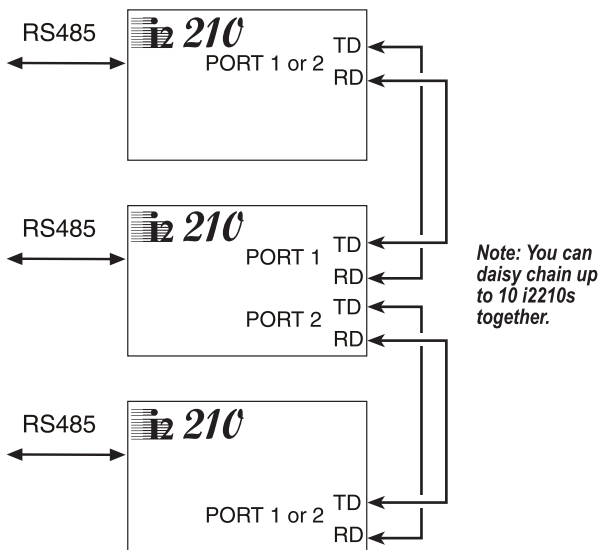 RS485
i2 210
TD
PORT 1 or 2
RD
RS485
i2 210
TD
PORT 1
RD
TD
PORT 2
RD
Note: You can
daisy chain up
to 10 i2210s
together.
RS485
i2 210
TD
PORT 1 or 2
RD